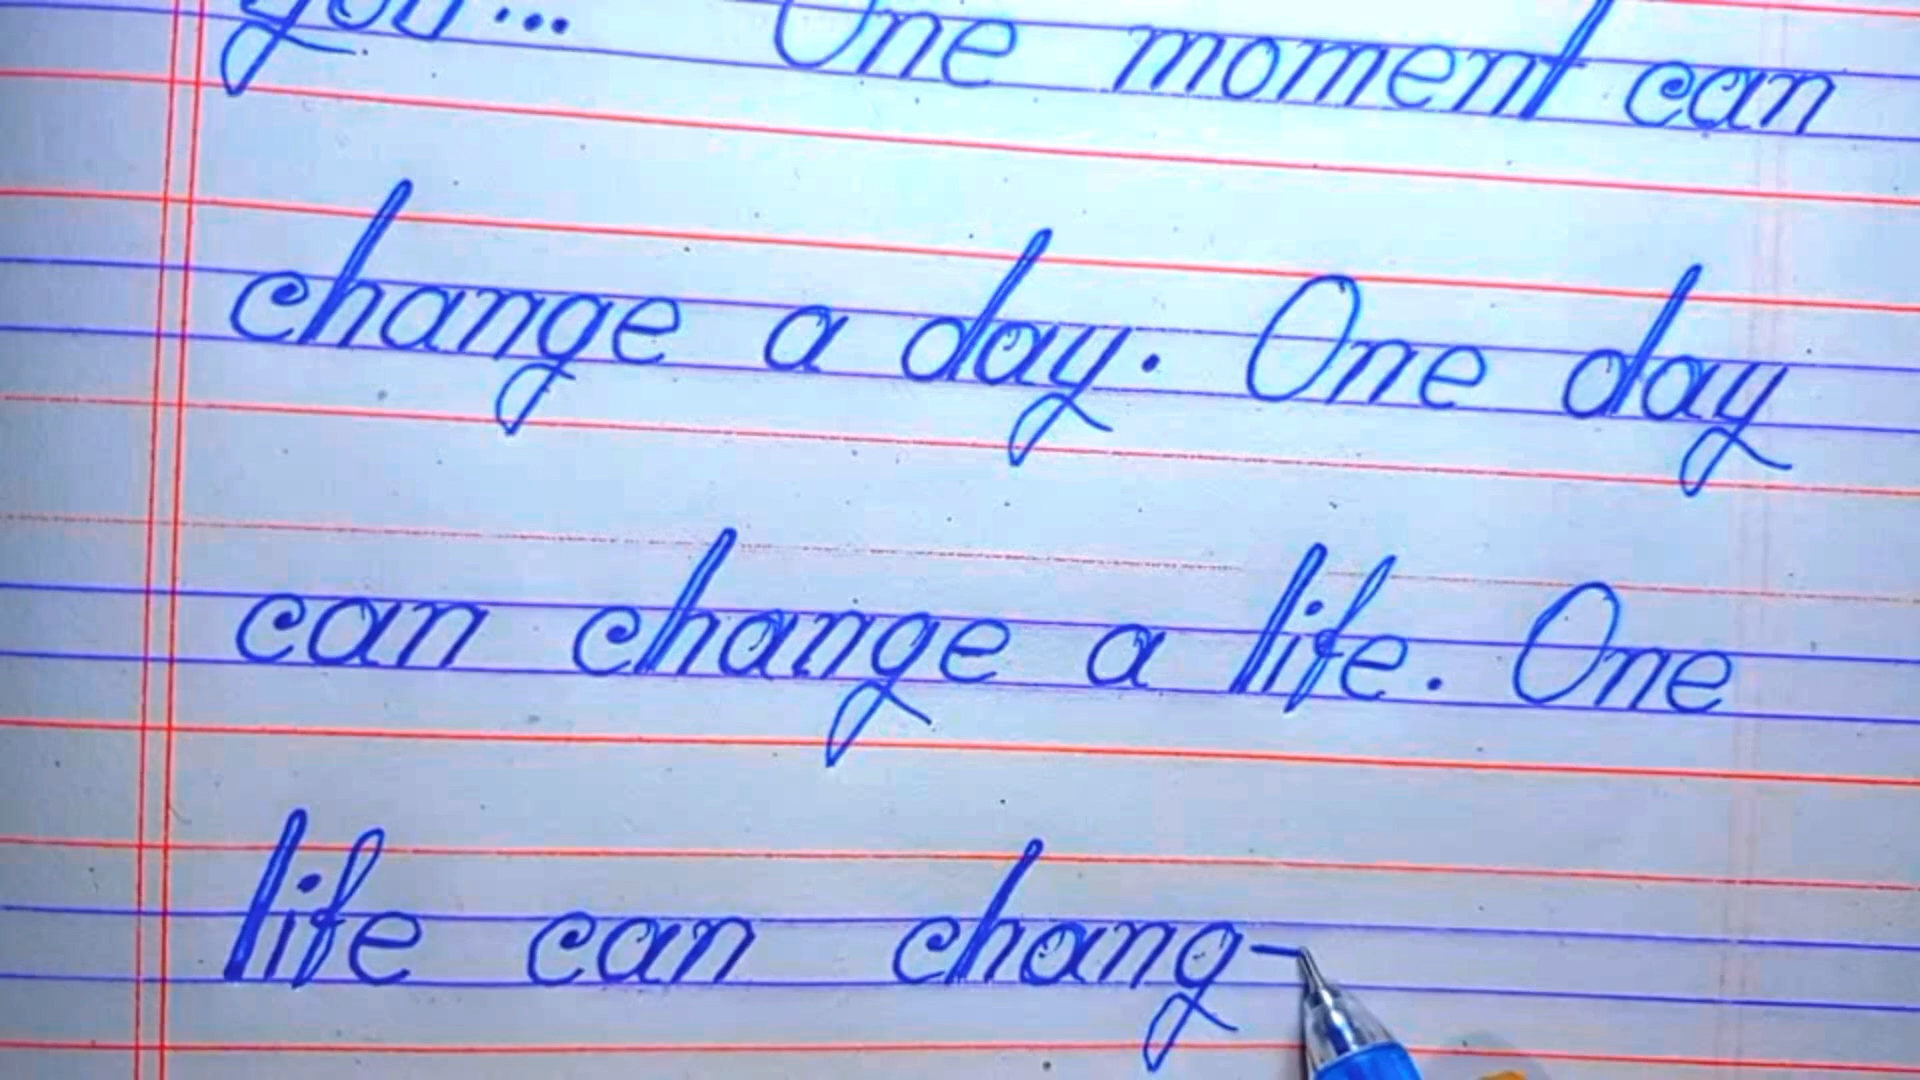 you... One moment can
change a day. One day
can change a life. One
life can chang